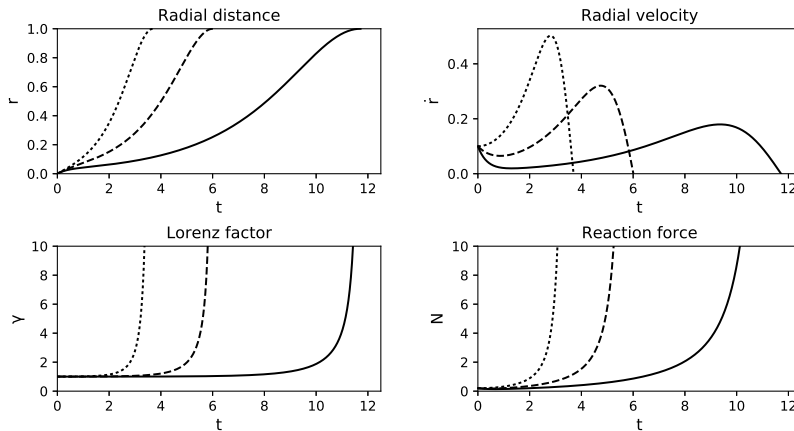 Radial distance
1.0
0.8
0.6
0.4
0.2
0.0
r
0 2 4 6 8 10 12
t
Radial velocity
0.4
0.2
0.0
ṙ
0 2 4 6 8 10 12
t
Lorenz factor
10
8
6
4
2
0
γ
0 2 4 6 8 10 12
t
Reaction force
10
8
6
4
2
0
N
0 2 4 6 8 10 12
t